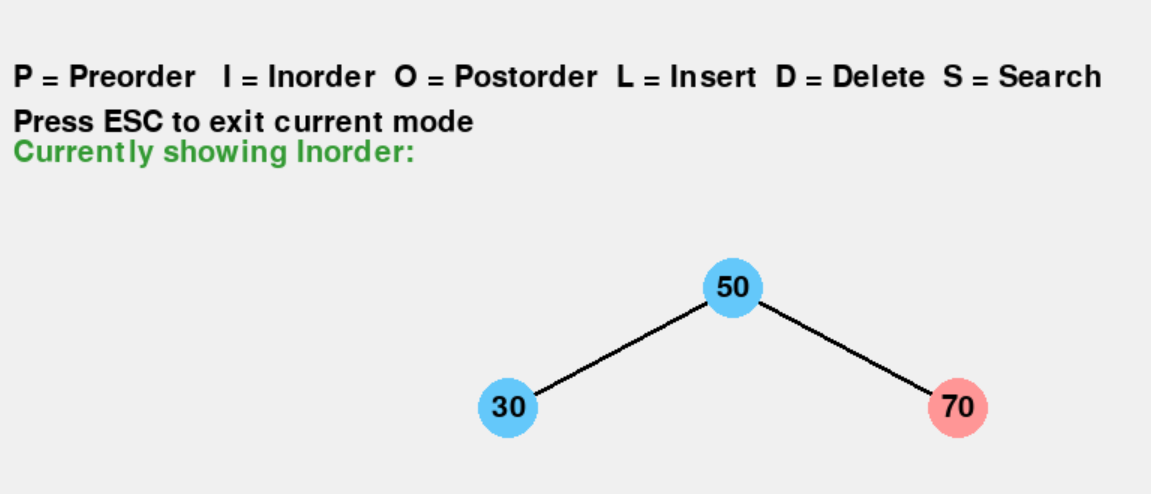 P = Preorder I = Inorder O = Postorder L = Insert D = Delete S = Search
Press ESC to exit current mode
Currently showing Inorder:
50
30 70